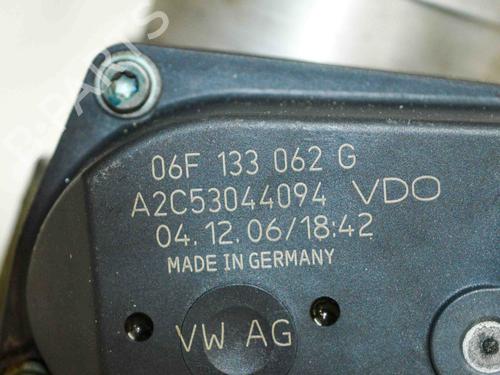 06F 133 062 G
A2C53044094 VDO
04.12.06/18:42
MADE IN GERMANY
VW AG